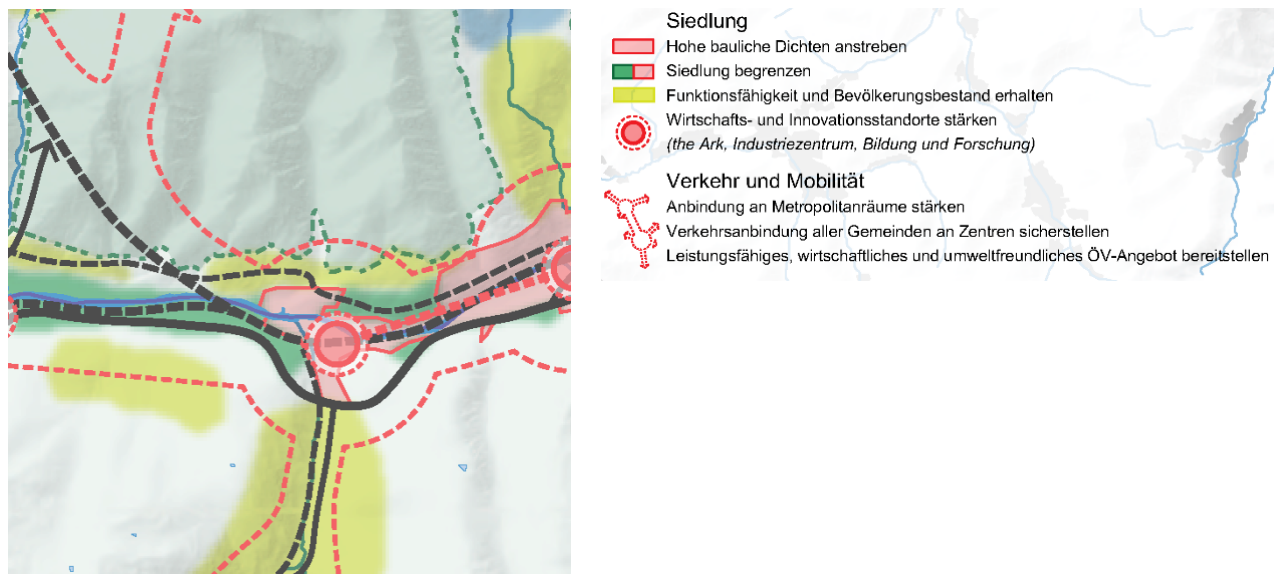 Siedlung
Hohe bauliche Dichten anstreben
Siedlung begrenzen
Funktionsfähigkeit und Bevölkerungsbestand erhalten
Wirtschafts- und Innovationsstandorte stärken
(the Ark, Industriezentrum, Bildung und Forschung)
Verkehr und Mobilität
Anbindung an Metropolitanräume stärken
Verkehrsanbindung aller Gemeinden an Zentren sicherstellen
Leistungsfähiges, wirtschaftliches und umweltfreundliches ÖV-Angebot bereitstellen